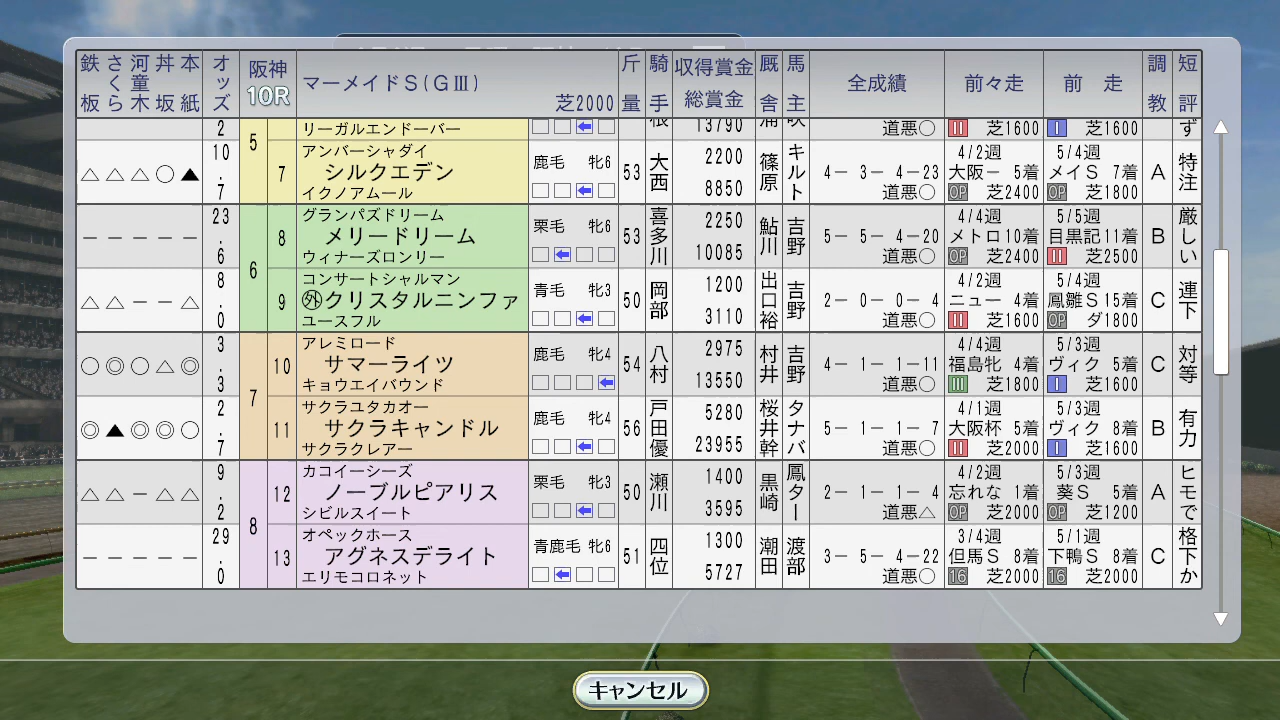 鉄板 さくら 河童木 丼坂 本紙 オッズ 阪神10R マーメイドS(GⅢ) 芝2000 斤量 騎手 収得賞金 総賞金 厩舎 馬主 全成績 前々走 前 走 調教 短評
2 5 リーガルエンドーバー 13790 道悪○ II 芝1600 I 芝1600 ず
△ △ △ ○ ▲ 10.7 7 アンバーシャダイ シルクエデン イクノアムール 鹿毛 牝6 53 大西 2200 8850 篠原 キルト 4- 3- 4-23 道悪○ 4/2週 大阪一 5着 OP 芝2400 5/4週 メイS 7着 OP 芝1800 A 特注
- - - - - 23.6 6 8 グランパズドリーム メリードリーム ウィナーズロンリー 栗毛 牝6 53 喜多川 2250 10085 鮎川 吉野 5- 5- 4-20 道悪○ 4/4週 メトロ10着 OP 芝2400 5/5週 目黒記11着 II 芝2500 B 厳しい
△ △ - - △ 8.0 9 コンサートシャルマン 外クリスタルニンファ ユースフル 青毛 牝3 50 岡部 1200 3110 出口裕 吉野 2- 0- 0- 4 道悪○ 4/2週 ニュー 4着 II 芝1600 5/4週 鳳雛S15着 OP ダ1800 C 連下
○ ◎ ○ △ ◎ 3.3 7 10 アレミロード サマーライツ キョウエイバウンド 鹿毛 牝4 54 八村 2975 13550 村井 吉野 4- 1- 1-11 道悪○ 4/4週 福島牝 4着 III 芝1800 5/3週 ヴィク 5着 I 芝1600 C 対等
◎ ▲ ◎ ◎ ○ 2.7 11 サクラユタカオー サクラキャンドル サクラクレアー 鹿毛 牝4 56 戸田優 5280 23955 桜井幹 タナバ 5- 1- 1- 7 道悪○ 4/1週 大阪杯 5着 II 芝2000 5/3週 ヴィク 8着 I 芝1600 B 有力
△ △ - △ △ 9.2 8 12 カコイーシーズ ノーブルピアリス シビルスイート 栗毛 牝3 50 瀬川 1400 3595 黒崎 鳳ター 2- 1- 1- 4 道悪△ 4/2週 忘れな 1着 OP 芝2000 5/3週 葵S 5着 OP 芝1200 A ヒモで
- - - - - 29.0 13 オペックホース アグネスデライト エリモコロネット 青鹿毛 牝6 51 四位 1300 5727 潮田 渡部 3- 5- 4-22 道悪○ 3/4週 但馬S 8着 16 芝2000 5/1週 下鴨S 8着 16 芝2000 C 格下か
キャンセル